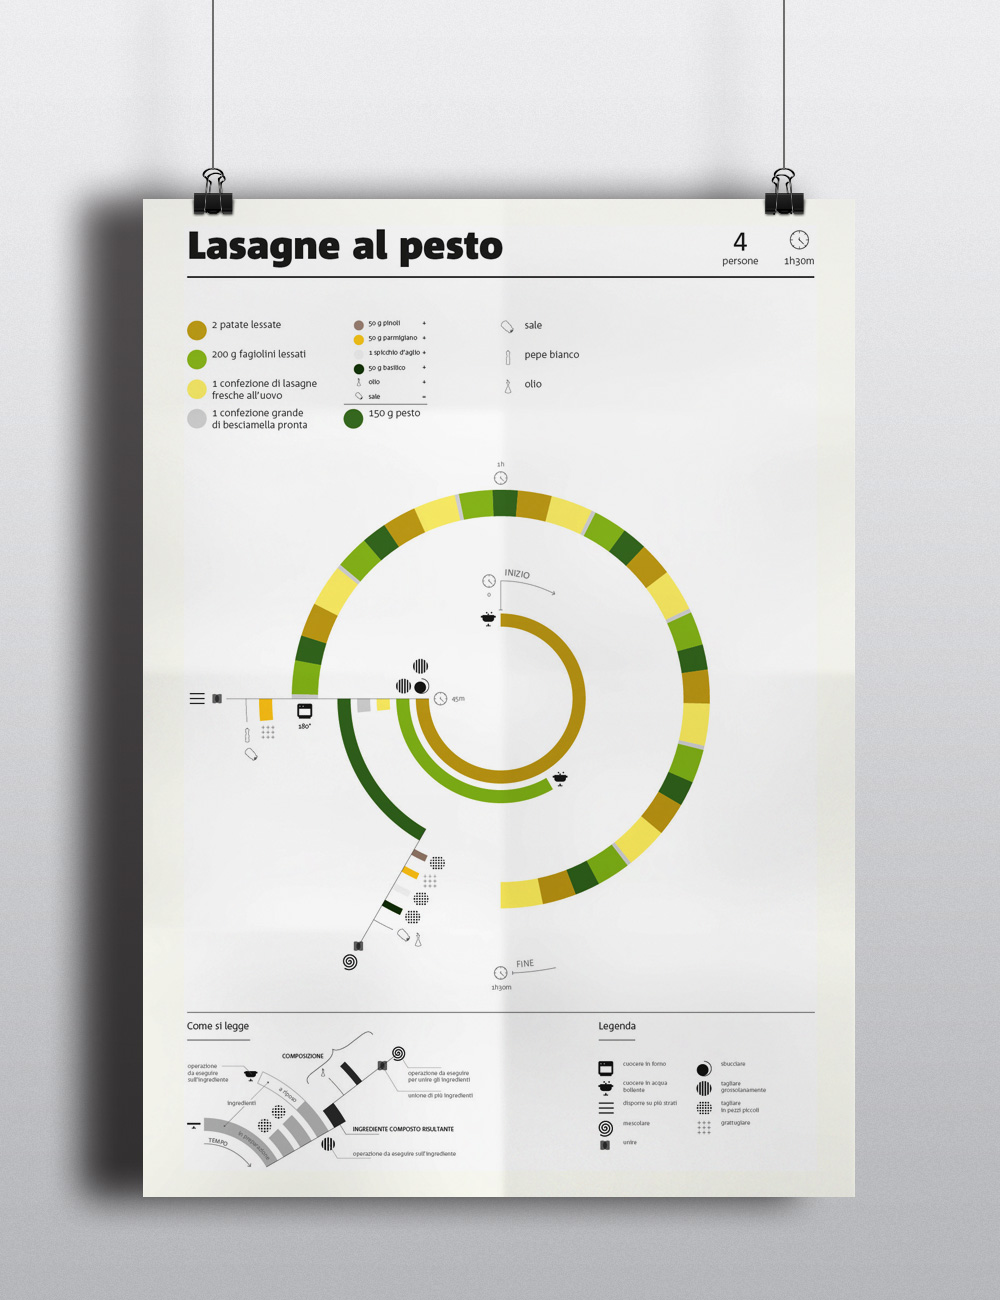 Lasagne al pesto
4
persone
1h30m
2 patate lessate
200 g fagiolini lessati
1 confezione di lasagne
fresche all'uovo
1 confezione grande
di besciamella pronta
50 g pinoli +
50 g parmigiano +
1 spicchio d'aglio +
50 g basilico +
olio +
sale =
150 g pesto
sale
pepe bianco
olio
1h
INIZIO
0
45m
180°
FINE
1h30m
Come si legge
COMPOSIZIONE
operazione
da eseguire
sull'ingrediente
a riposo
ingredienti
in preparazione
TEMPO
operazione da eseguire
per unire gli ingredienti
unione di più ingredienti
INGREDIENTE COMPOSTO RISULTANTE
operazione da eseguire sull'ingrediente
Legenda
cuocere in forno
cuocere in acqua
bollente
disporre su più strati
mescolare
unire
sbucciare
tagliare
grossolanamente
tagliare
in pezzi piccoli
grattugiare